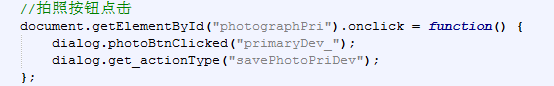 //拍照按钮点击
document.getElementById("photographPri").onclick = function() {
dialog.photoBtnClicked("primaryDev_");
dialog.get_actionType("savePhotoPriDev");
};